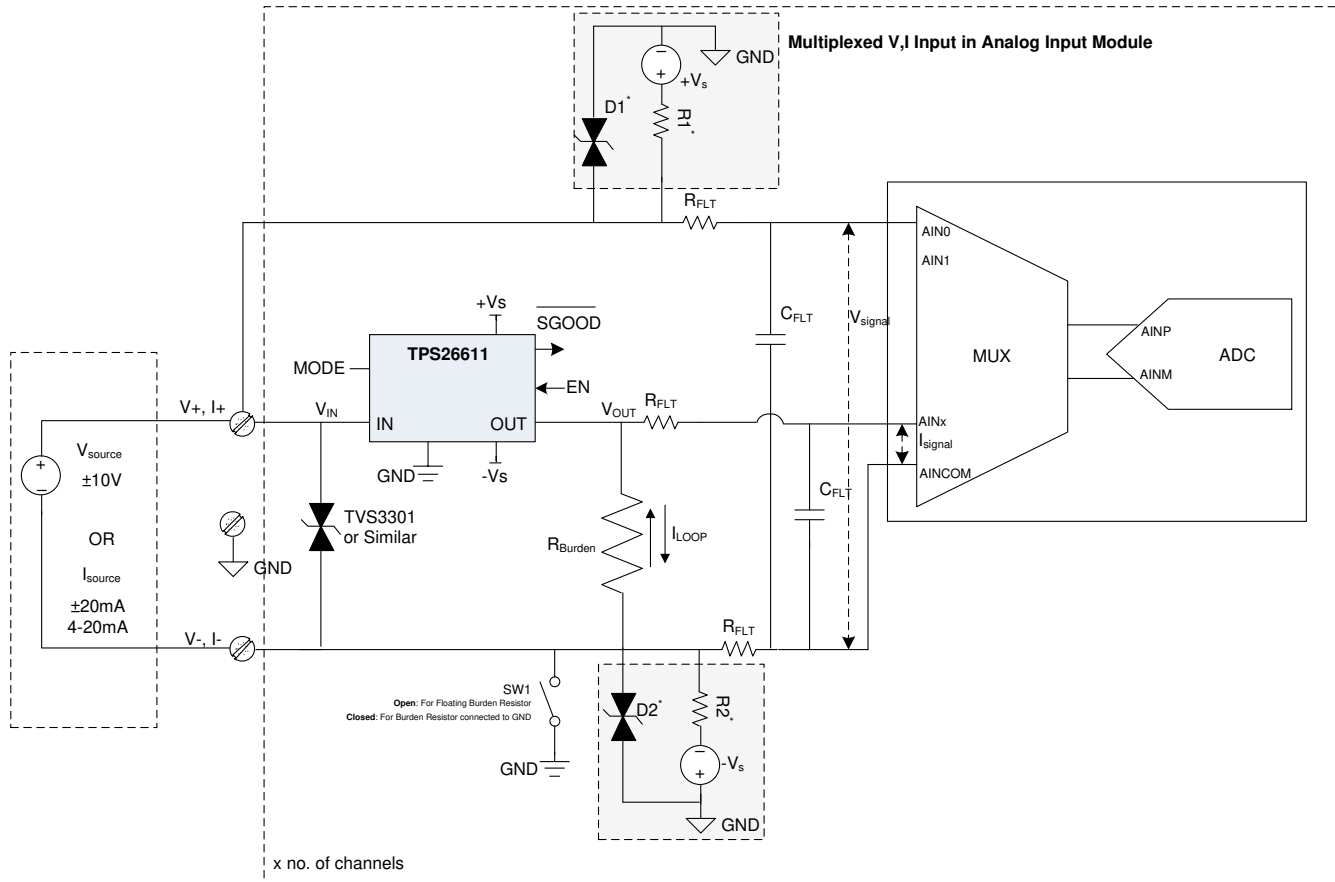 Multiplexed V,I Input in Analog Input Module
−
GND
+
+Vs
D1*
R1*
RFLT
AIN0
AIN1
+Vs
SGOOD
CFLT
Vsignal
TPS26611
MUX
AINP
ADC
AINM
MODE
EN
V+, I+
VIN
IN
OUT
VOUT
RFLT
AINx
Isignal
AINCOM
GND
-Vs
+
−
Vsource
±10V
OR
Isource
±20mA
4-20mA
TVS3301
or Similar
GND
RBurden
ILOOP
CFLT
V-, I-
RFLT
SW1
Open: For Floating Burden Resistor
Closed: For Burden Resistor connected to GND
GND
D2*
R2*
−
+
-Vs
GND
x no. of channels